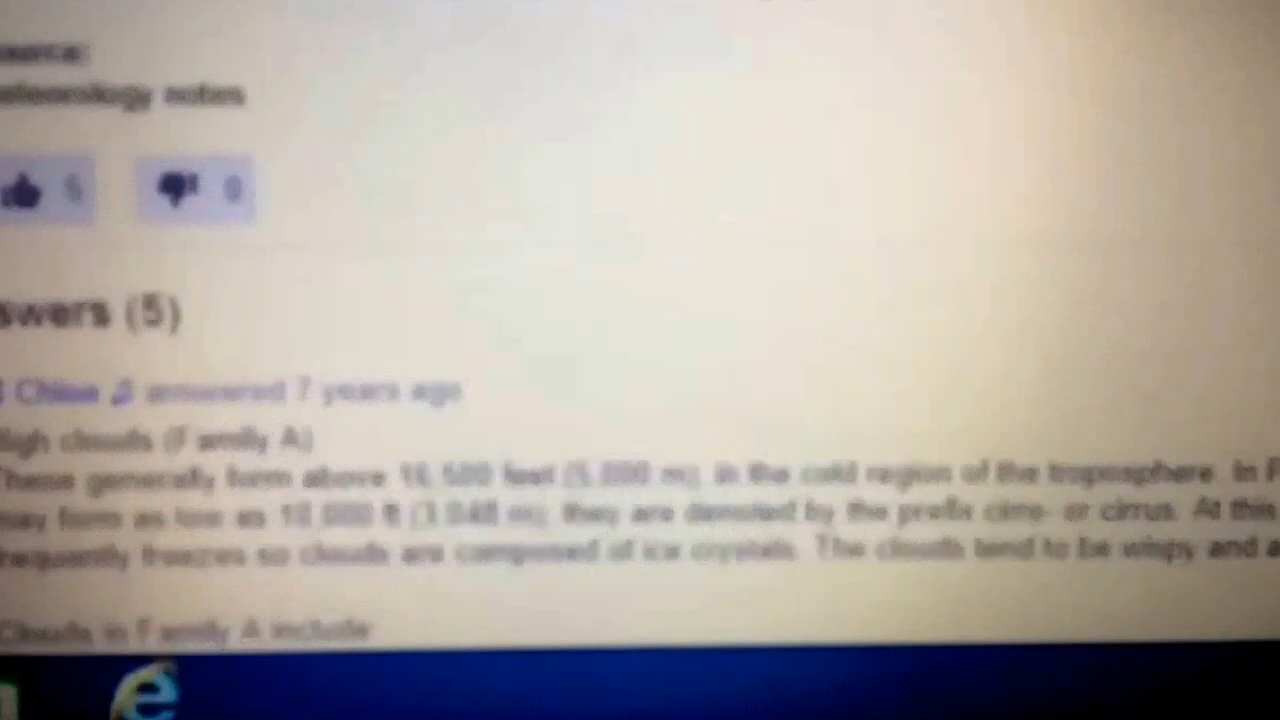 notes
5
0
swers (5)
Chloe answered 7 years ago
High clouds (Family A)
These generally form above 16,500 feet (5,000 m), in the cold region of the troposphere. In
may form as low as 10,000 ft (3,048 m), they are denoted by the prefix cirro- or cirrus. At this
frequently freezes so clouds are composed of ice crystals. The clouds tend to be wispy and
Clouds in Family A include